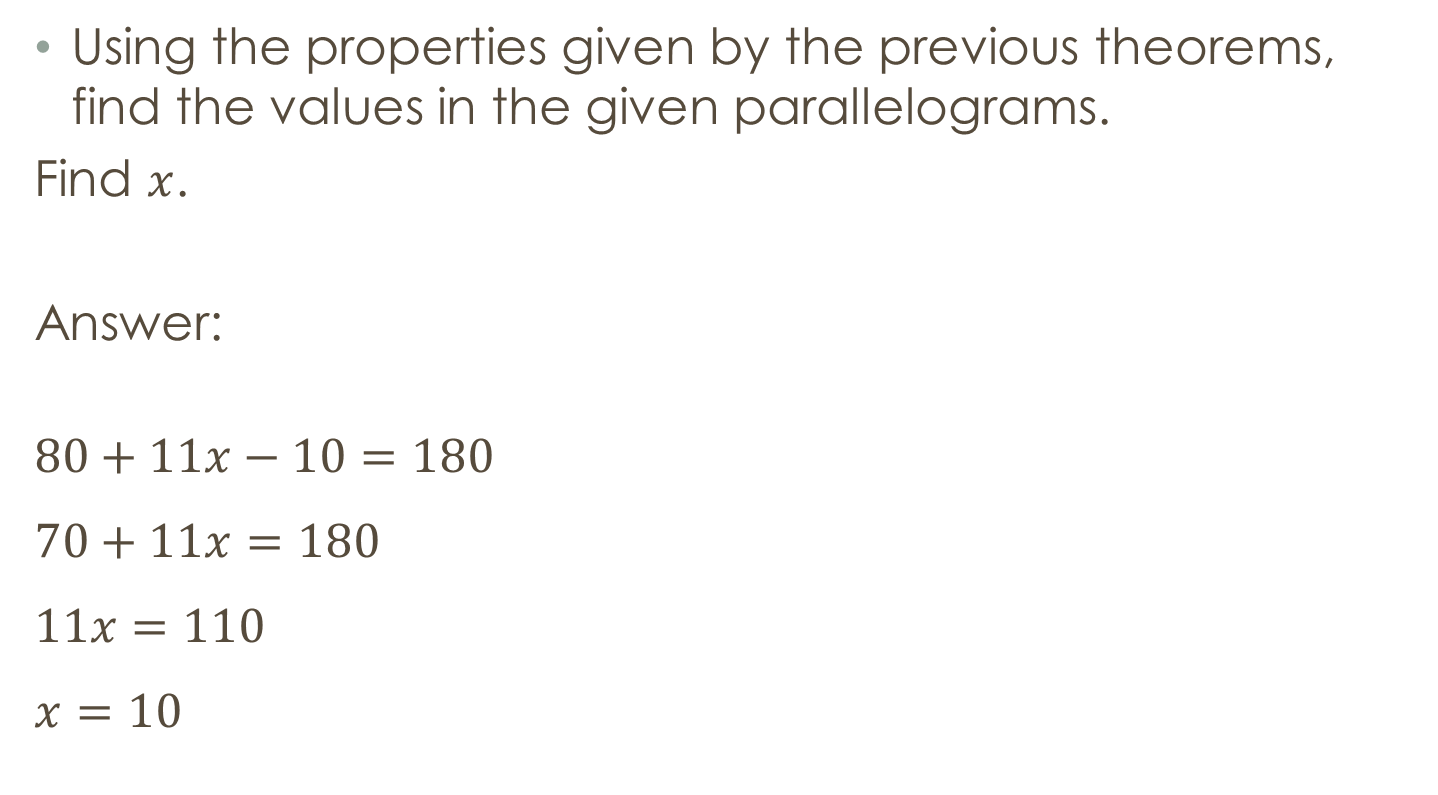 • Using the properties given by the previous theorems,
find the values in the given parallelograms.
Find 𝑥.
Answer:
80 + 11𝑥 − 10 = 180
70 + 11𝑥 = 180
11𝑥 = 110
𝑥 = 10